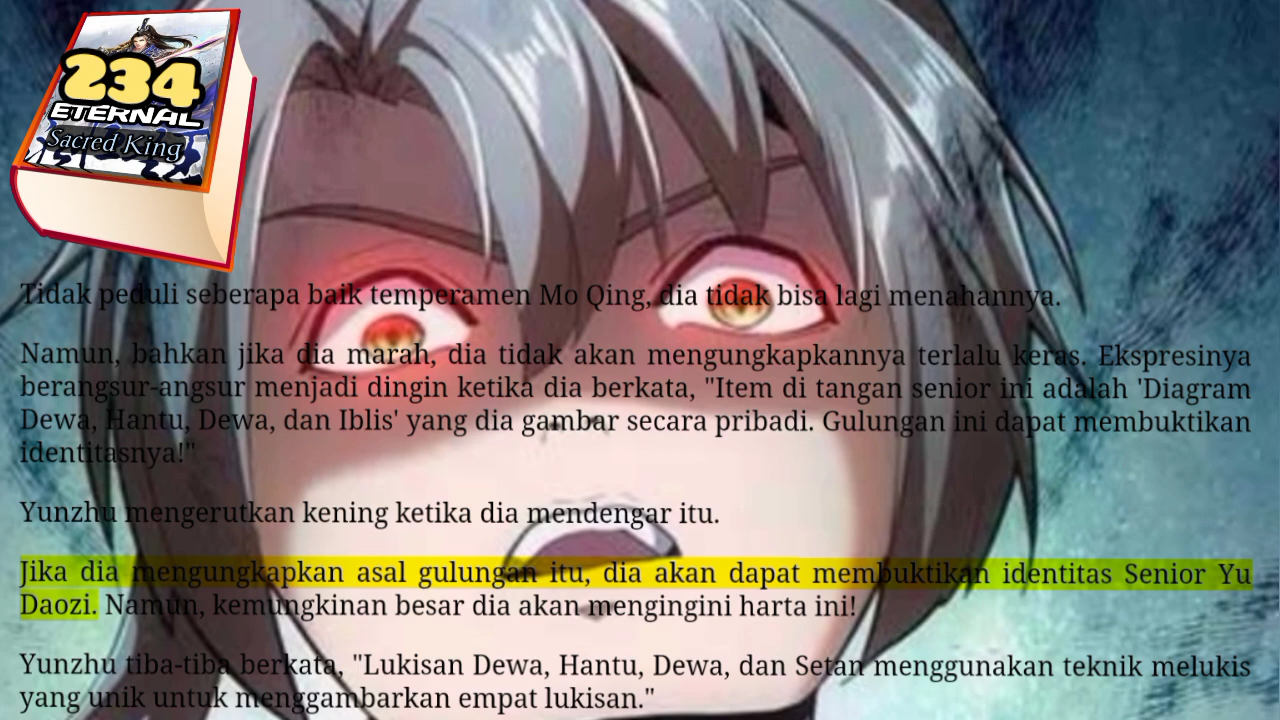 234
ETERNAL
Sacred King
Tidak peduli seberapa baik temperamen Mo Qing, dia tidak bisa lagi menahannya.
Namun, bahkan jika dia marah, dia tidak akan mengungkapkannya terlalu keras. Ekspresinya
berangsur-angsur menjadi dingin ketika dia berkata, "Item di tangan senior ini adalah 'Diagram
Dewa, Hantu, Dewa, dan Iblis' yang dia gambar secara pribadi. Gulungan ini dapat membuktikan
identitasnya!"
Yunzhu mengerutkan kening ketika dia mendengar itu.
Jika dia mengungkapkan asal gulungan itu, dia akan dapat membuktikan identitas Senior Yu
Daozi. Namun, kemungkinan besar dia akan mengingini harta ini!
Yunzhu tiba-tiba berkata, "Lukisan Dewa, Hantu, Dewa, dan Setan menggunakan teknik melukis
yang unik untuk menggambarkan empat lukisan."